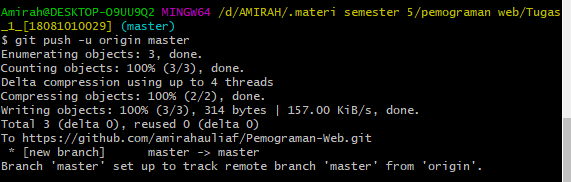 Amirah@DESKTOP-O9UU9Q2 MINGW64 /d/AMIRAH/.materi semester 5/pemograman web/Tugas
_1_[18081010029] (master)
$ git push -u origin master
Enumerating objects: 3, done.
Counting objects: 100% (3/3), done.
Delta compression using up to 4 threads
Compressing objects: 100% (2/2), done.
Writing objects: 100% (3/3), 314 bytes | 157.00 KiB/s, done.
Total 3 (delta 0), reused 0 (delta 0)
To https://github.com/amirahauliaf/Pemograman-Web.git
 * [new branch]      master -> master
Branch 'master' set up to track remote branch 'master' from 'origin'.